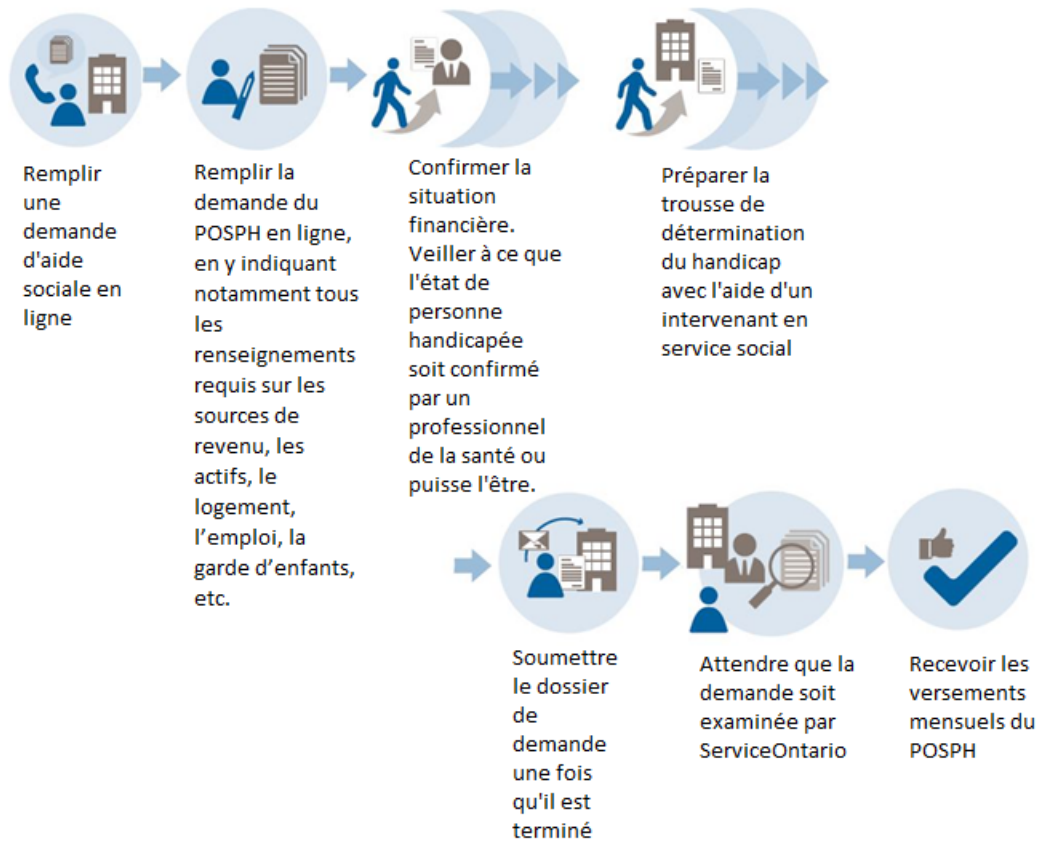 Remplir
une
demande
d'aide
sociale en
ligne
Remplir la
demande du
POSPH en ligne,
en y indiquant
notamment tous
les
renseignements
requis sur les
sources de
revenu, les
actifs, le
logement,
l’emploi, la
garde d’enfants,
etc.
Confirmer la
situation
financière.
Veiller à ce que
l'état de
personne
handicapée
soit confirmé
par un
professionnel
de la santé ou
puisse l'être.
Préparer la
trousse de
détermination
du handicap
avec l'aide d'un
intervenant en
service social
Soumettre
le dossier
de
demande
une fois
qu'il est
terminé
Attendre que la
demande soit
examinée par
ServiceOntario
Recevoir les
versements
mensuels du
POSPH